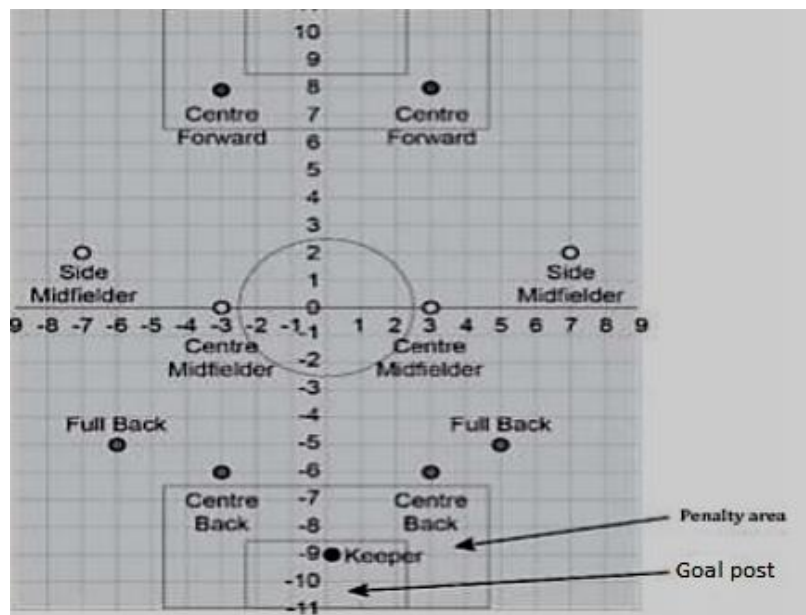 10
9
8
Centre Forward
Centre Forward
7
6
5
4
3
2
Side Midfielder
Side Midfielder
1
0
9 -8 -7 -6 -5 -4 -3 -2 -1 1 2 3 4 5 6 7 8 9
-1
Centre Midfielder
Centre Midfielder
-2
-3
-4
Full Back
Full Back
-5
-6
-7
Centre Back
Centre Back
-8
Penalty area
-9
Keeper
Goal post
-10
-11